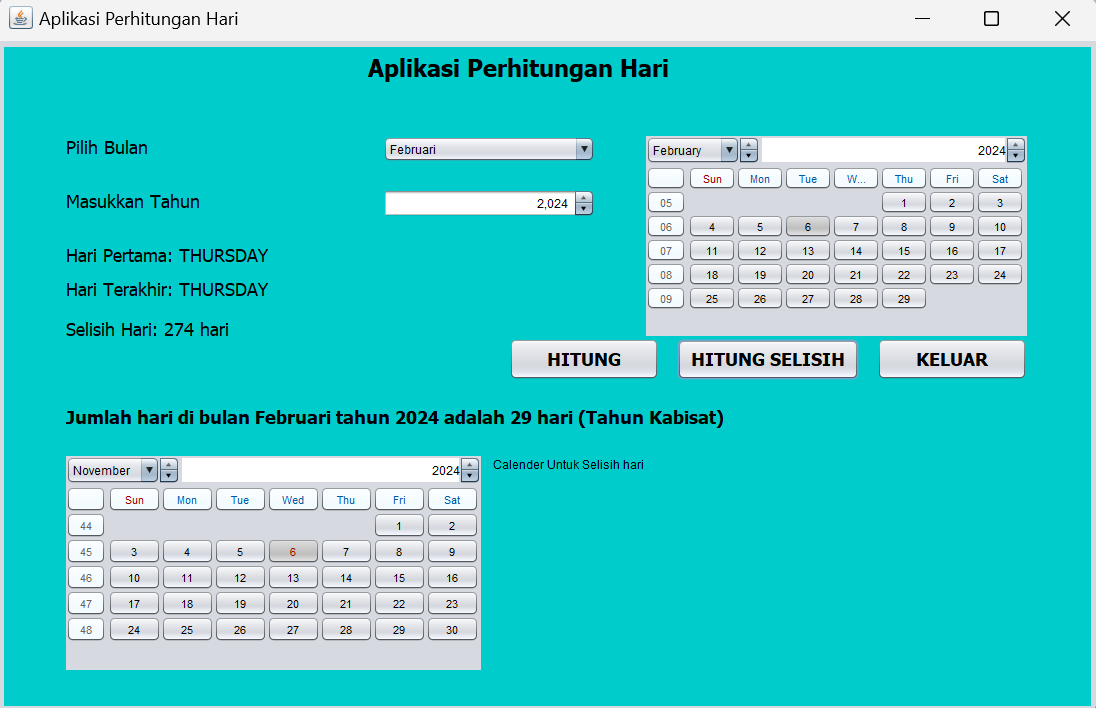 Aplikasi Perhitungan Hari
Aplikasi Perhitungan Hari
Pilih Bulan
Februari
Masukkan Tahun
2,024
Hari Pertama: THURSDAY
Hari Terakhir: THURSDAY
Selisih Hari: 274 hari
February 2024
Sun Mon Tue W... Thu Fri Sat
05 1 2 3
06 4 5 6 7 8 9 10
07 11 12 13 14 15 16 17
08 18 19 20 21 22 23 24
09 25 26 27 28 29
HITUNG HITUNG SELISIH KELUAR
Jumlah hari di bulan Februari tahun 2024 adalah 29 hari (Tahun Kabisat)
November 2024
Sun Mon Tue Wed Thu Fri Sat
44 1 2
45 3 4 5 6 7 8 9
46 10 11 12 13 14 15 16
47 17 18 19 20 21 22 23
48 24 25 26 27 28 29 30
Calender Untuk Selisih hari